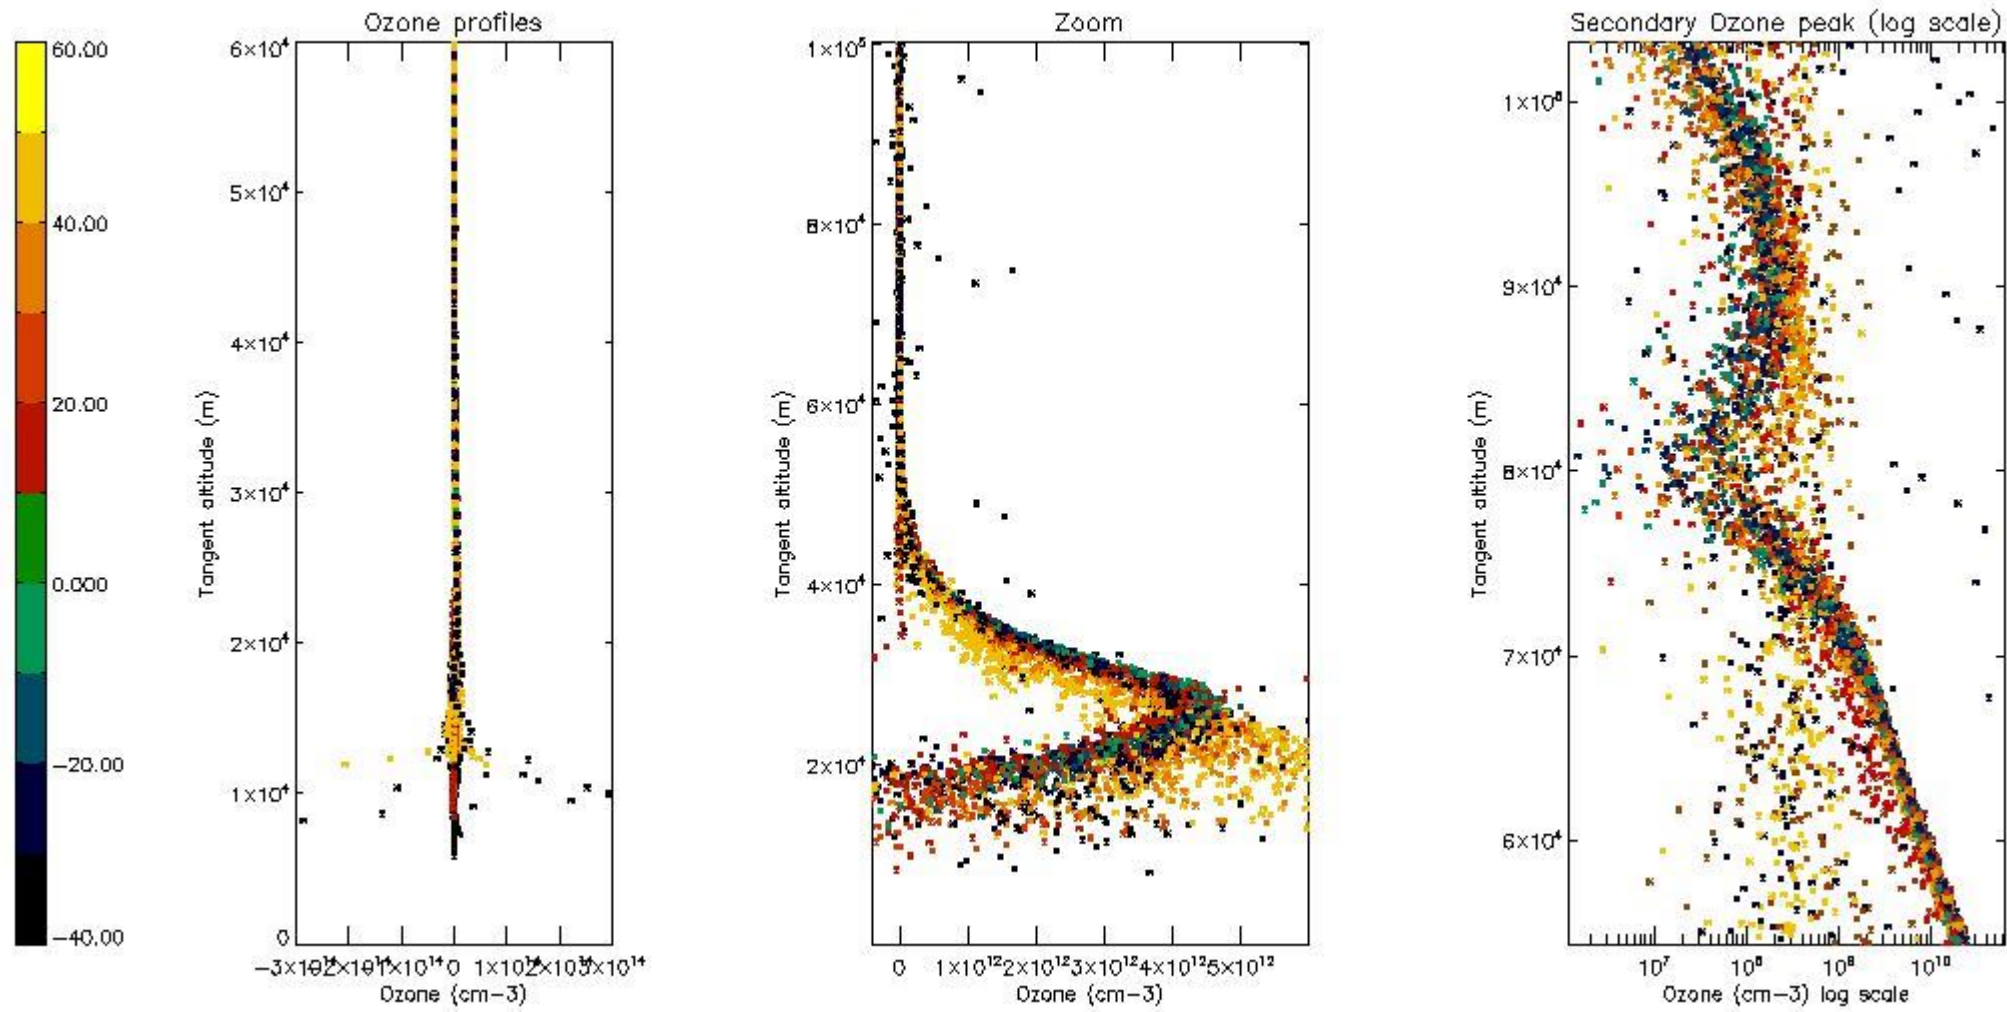 Ozone profiles
Zoom
Secondary Ozone peak (log scale)
60.00
40.00
20.00
0.000
−20.00
−40.00
6×10⁴
5×10⁴
4×10⁴
3×10⁴
2×10⁴
1×10⁴
0
Tangent altitude (m)
0
Ozone (cm−3)
1×10⁵
8×10⁴
6×10⁴
4×10⁴
2×10⁴
Tangent altitude (m)
0 1×10¹² 2×10¹² 3×10¹² 4×10¹² 5×10¹²
Ozone (cm−3)
1×10⁵
9×10⁴
8×10⁴
7×10⁴
6×10⁴
Tangent altitude (m)
10⁷ 10⁸ 10⁹ 10¹⁰
Ozone (cm−3) log scale